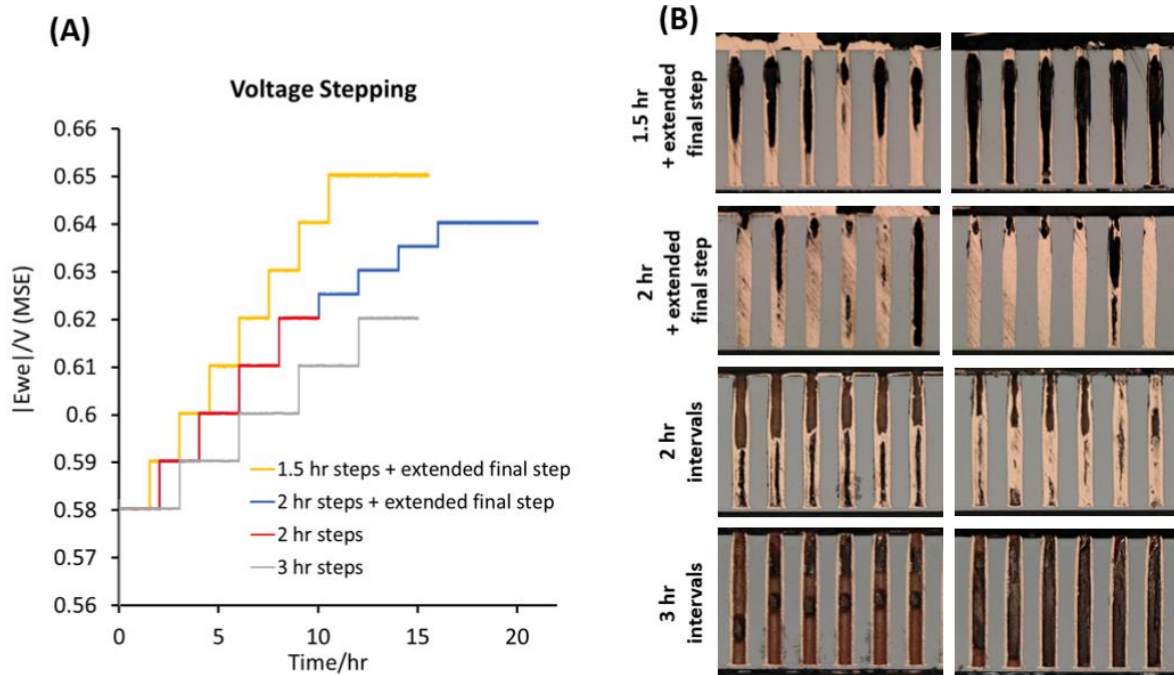 (A)
Voltage Stepping
|Ewe|/V (MSE)
0.66
0.65
0.64
0.63
0.62
0.61
0.6
0.59
0.58
0.57
0.56
0
5
10
15
20
Time/hr
1.5 hr steps + extended final step
2 hr steps + extended final step
2 hr steps
3 hr steps
(B)
1.5 hr
+ extended
final step
2 hr
+ extended
final step
2 hr
intervals
3 hr
intervals